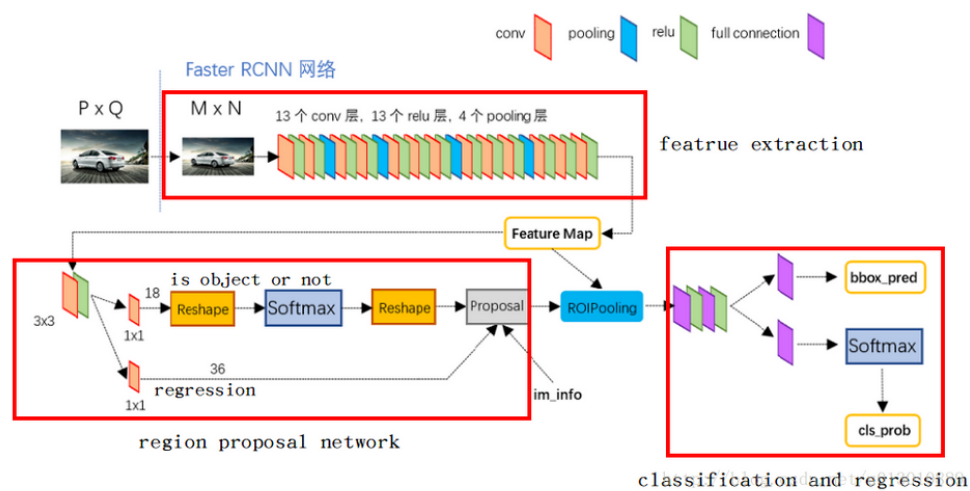 conv
pooling
relu
full connection
Faster RCNN 网络
P x Q
M x N
13 个 conv 层, 13 个 relu 层, 4 个 pooling 层
featrue extraction
Feature Map
is object or not
18
Reshape
Softmax
Reshape
Proposal
ROIPooling
bbox_pred
3x3
1x1
Softmax
36
regression
1x1
im_info
cls_prob
region proposal network
classification and regression